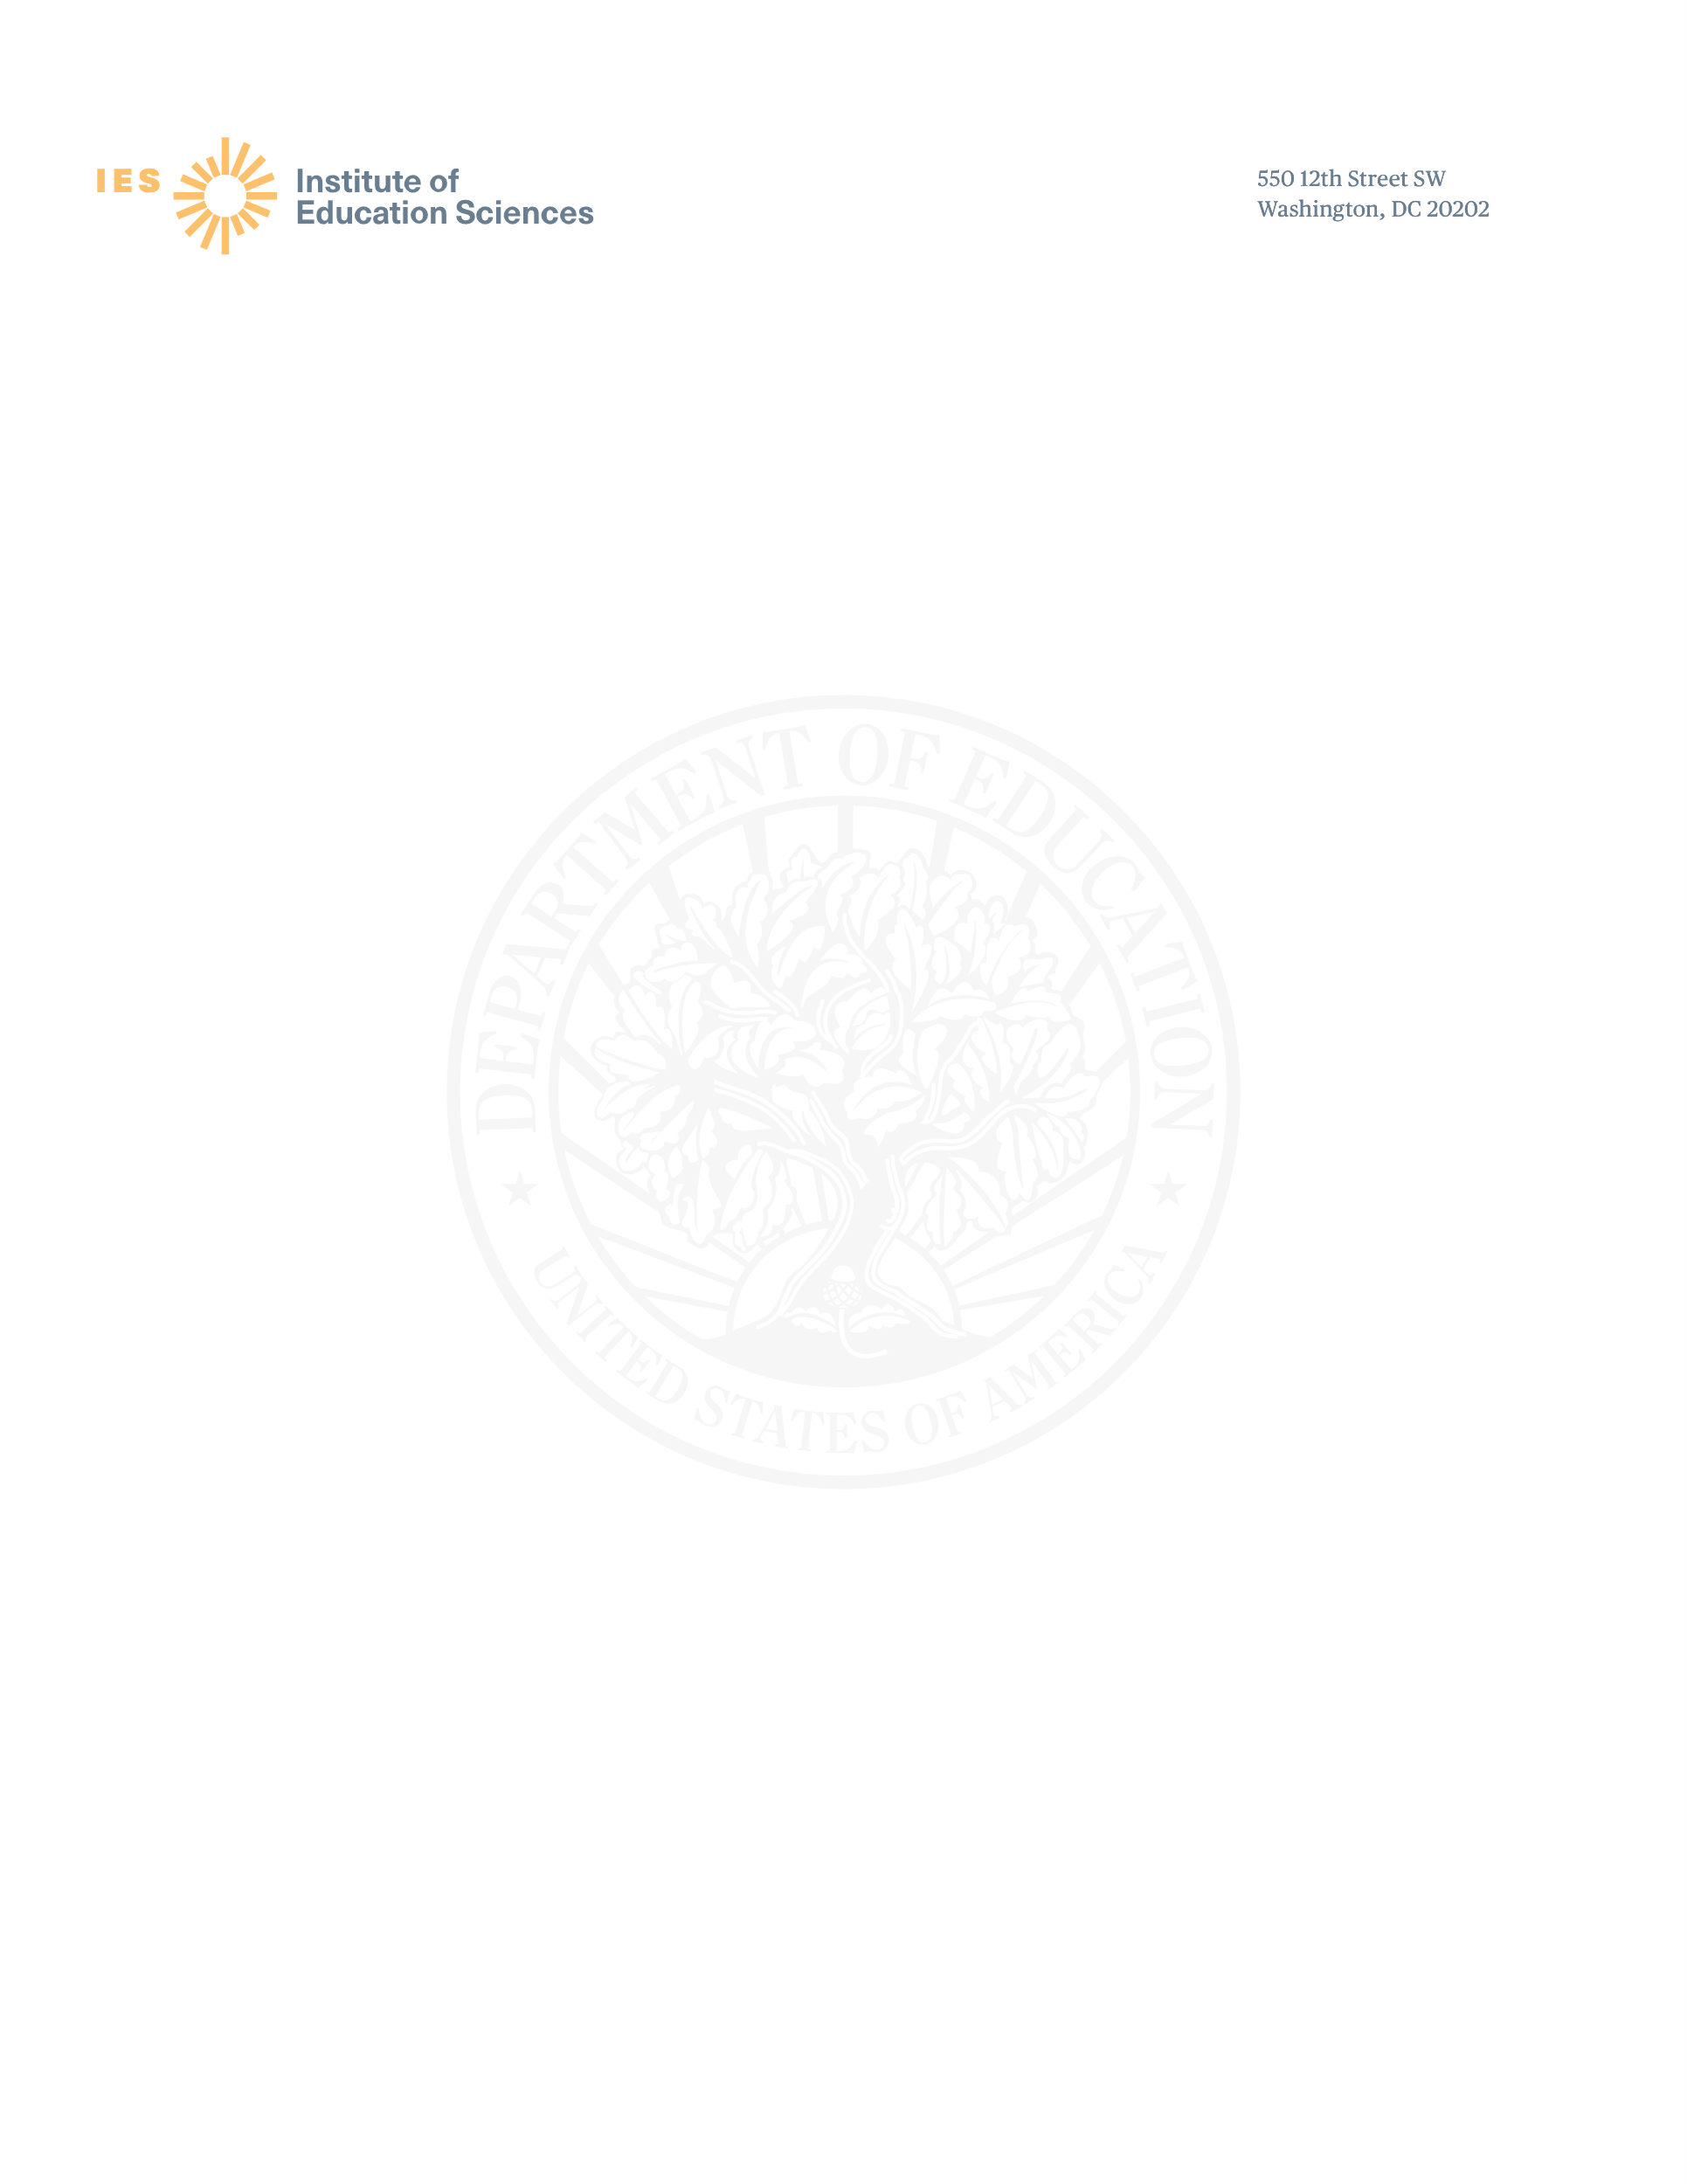 IES
Institute of
Education Sciences
550 12th Street SW
Washington, DC 20202
DEPARTMENT OF EDUCATION
UNITED STATES OF AMERICA